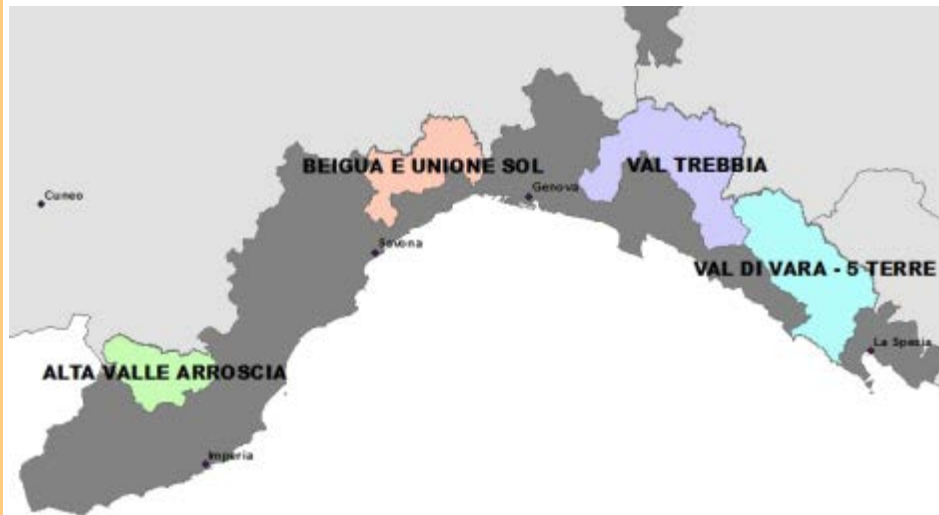 BEIGUA E UNIONE SOL
VAL TREBBIA
Cuneo
Genova
Savona
VAL DI VARA - 5 TERRE
La Spezia
ALTA VALLE ARROSCIA
Imperia